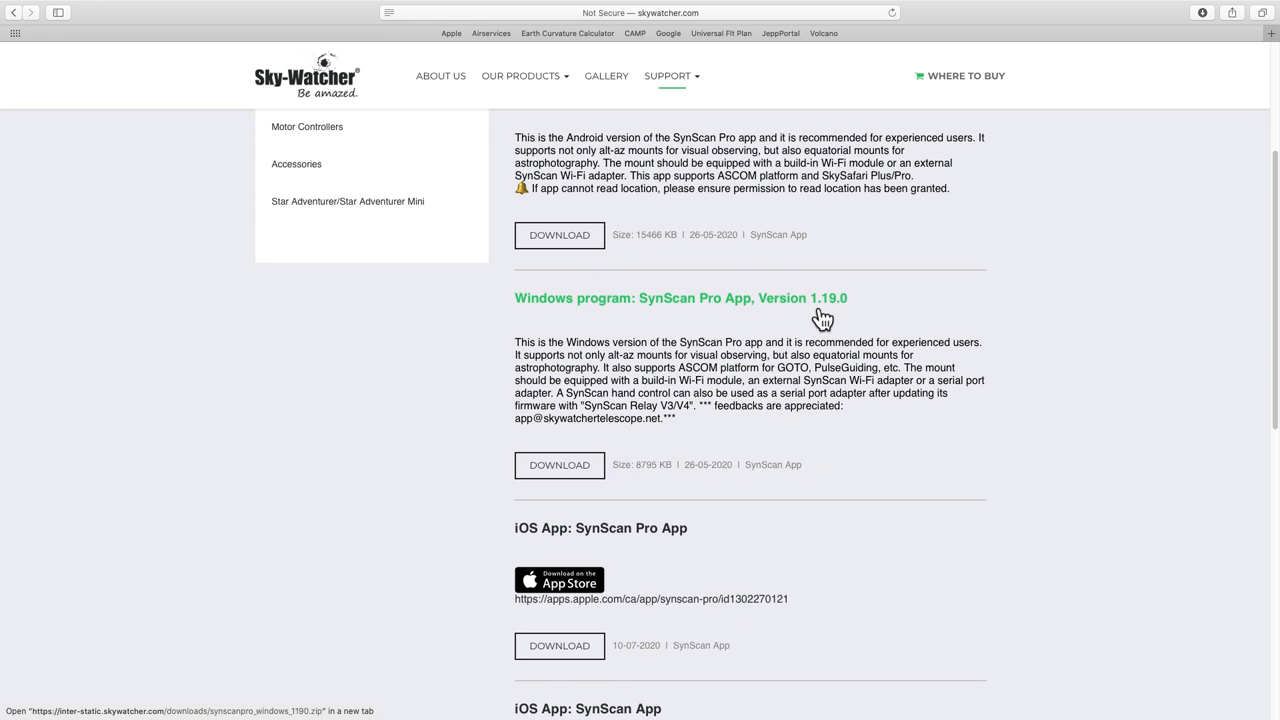 Not Secure — skywatcher.com
Apple Airservices Earth Curvature Calculator CAMP Google Universal Flt Plan JeppPortal Volcano
Sky-Watcher®
Be amazed.
ABOUT US OUR PRODUCTS GALLERY SUPPORT WHERE TO BUY
Motor Controllers
Accessories
Star Adventurer/Star Adventurer Mini
This is the Android version of the SynScan Pro app and it is recommended for experienced users. It
supports not only alt-az mounts for visual observing, but also equatorial mounts for
astrophotography. The mount should be equipped with a build-in Wi-Fi module or an external
SynScan Wi-Fi adapter. This app supports ASCOM platform and SkySafari Plus/Pro.
If app cannot read location, please ensure permission to read location has been granted.
DOWNLOAD Size: 15466 KB | 26-05-2020 | SynScan App
Windows program: SynScan Pro App, Version 1.19.0
This is the Windows version of the SynScan Pro app and it is recommended for experienced users.
It supports not only alt-az mounts for visual observing, but also equatorial mounts for
astrophotography. It also supports ASCOM platform for GOTO, PulseGuiding, etc. The mount
should be equipped with a build-in Wi-Fi module, an external SynScan Wi-Fi adapter or a serial port
adapter. A SynScan hand control can also be used as a serial port adapter after updating its
firmware with "SynScan Relay V3/V4". *** feedbacks are appreciated:
app@skywatchertelescope.net.***
DOWNLOAD Size: 8795 KB | 26-05-2020 | SynScan App
iOS App: SynScan Pro App
Download on the
App Store
https://apps.apple.com/ca/app/synscan-pro/id1302270121
DOWNLOAD 10-07-2020 | SynScan App
iOS App: SynScan App
Open "https://inter-static.skywatcher.com/downloads/synscanpro_windows_1190.zip" in a new tab